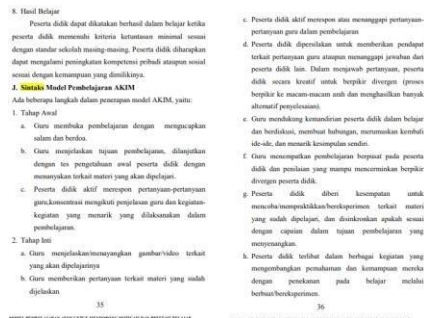 8. Hasil Belajar
Peserta didik dapat dikatakan berhasil dalam belajar ketika
peserta didik memenuhi kriteria ketuntasan minimal sesuai
dengan standar sekolah masing-masing. Peserta didik diharapkan
dapat mengalami peningkatan kompetensi pribadi ataupun sosial
sesuai dengan kemampuan yang dimilikinya.
J. Sintaks Model Pembelajaran AKIM
Ada beberapa langkah dalam penerapan model AKIM, yaitu:
1. Tahap Awal
a. Guru membuka pembelajaran dengan mengucapkan
salam dan berdoa.
b. Guru menjelaskan tujuan pembelajaran, dilanjutkan
dengan tes pengetahuan awal peserta didik dengan
menanyakan terkait materi yang akan dipelajari.
c. Peserta didik aktif merespon pertanyaan-pertanyaan
guru,konsentrasi mengikuti penjelasan guru dan kegiatan-
kegiatan yang menarik yang dilaksanakan dalam
pembelajaran.
2. Tahap Inti
a. Guru menjelaskan/menayangkan gambar/video terkait
yang akan dipelajarinya
b. Guru memberikan pertanyaan terkait materi yang sudah
dijelaskan
35
c. Peserta didik aktif merespon atau menanggapi pertanyaan-
pertanyaan guru dalam pembelajaran
d. Peserta didik dipersilakan untuk memberikan pendapat
terkait pertanyaan guru ataupun menanggapi jawaban dari
peserta didik lain. Dalam menjawab pertanyaan, peserta
didik secara kreatif untuk berpikir divergen (proses
berpikir ke macam-macam arah dan menghasilkan banyak
alternatif penyelesaian).
e. Guru mendukung kemandirian peserta didik dalam belajar
dan berdiskusi, membuat hubungan, merumuskan kembali
ide-ide, dan menarik kesimpulan sendiri.
f. Guru menempatkan pembelajaran berpusat pada peserta
didik dan penilaian yang mampu mencerminkan berpikir
divergen peserta didik.
g. Peserta didik diberi kesempatan untuk
mencoba/mempraktikkan/bereksperimen terkait materi
yang sudah dipelajari, dan disinkronkan apakah sesuai
dengan capaian dalam tujuan pembelajaran yang
menyenangkan.
h. Peserta didik terlibat dalam berbagai kegiatan yang
mengembangkan pemahaman dan kemampuan mereka
dengan penekanan pada belajar melalui
berbuat/bereksperimen.
36